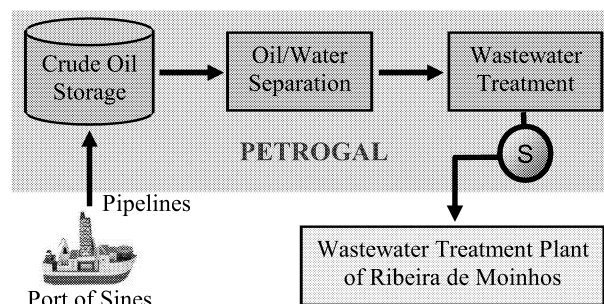 Crude Oil
Storage
Oil/Water
Separation
Wastewater
Treatment
PETROGAL
S
Pipelines
Wastewater Treatment Plant
of Ribeira de Moinhos
Port of Sines